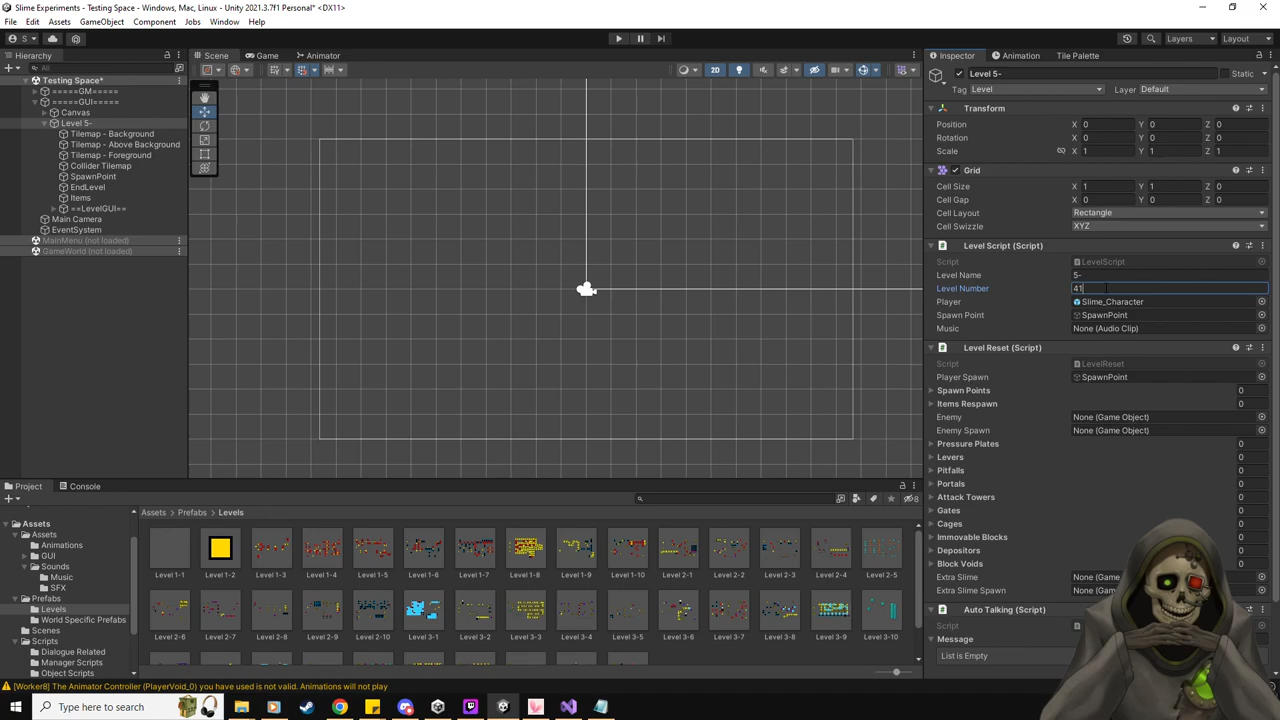 Slime Experiments - Testing Space - Windows, Mac, Linux - Unity 2021.3.7f1 Personal* <DX11>
File Edit Assets GameObject Component Jobs Window Help
S Layers Layout
Hierarchy Scene Game Animator Inspector Animation Tile Palette
All
2D
Testing Space*
=====GM=====
=====GUI=====
Canvas
Level 5-
Tilemap - Background
Tilemap - Above Background
Tilemap - Foreground
Collider Tilemap
SpawnPoint
EndLevel
Items
==LevelGUI==
Main Camera
EventSystem
MainMenu (not loaded)
GameWorld (not loaded)
Level 5- Static
Tag Level Layer Default
Transform
Position X 0 Y 0 Z 0
Rotation X 0 Y 0 Z 0
Scale X 1 Y 1 Z 1
Grid
Cell Size X 1 Y 1 Z 0
Cell Gap X 0 Y 0 Z 0
Cell Layout Rectangle
Cell Swizzle XYZ
Level Script (Script)
Script LevelScript
Level Name 5-
Level Number 41
Player Slime_Character
Spawn Point SpawnPoint
Music None (Audio Clip)
Level Reset (Script)
Script LevelReset
Player Spawn SpawnPoint
Spawn Points 0
Items Respawn 0
Enemy None (Game Object)
Enemy Spawn None (Game Object)
Pressure Plates 0
Levers 0
Pitfalls 0
Portals 0
Attack Towers 0
Gates 0
Cages 0
Immovable Blocks 0
Depositors 0
Block Voids 0
Extra Slime None (Game
Extra Slime Spawn None (Game
Auto Talking (Script)
Script
Message
List is Empty
Project Console
8
Assets
Assets
Animations
GUI
Sounds
Music
SFX
Prefabs
Levels
World Specific Prefabs
Scenes
Scripts
Dialogue Related
Manager Scripts
Object Scripts
Assets Prefabs Levels
Level 1-1 Level 1-2 Level 1-3 Level 1-4 Level 1-5 Level 1-6 Level 1-7 Level 1-8 Level 1-9 Level 1-10 Level 2-1 Level 2-2 Level 2-3 Level 2-4 Level 2-5
Level 2-6 Level 2-7 Level 2-8 Level 2-9 Level 2-10 Level 3-1 Level 3-2 Level 3-3 Level 3-4 Level 3-5 Level 3-6 Level 3-7 Level 3-8 Level 3-9 Level 3-10
[Worker8] The Animator Controller (PlayerVoid_0) you have used is not valid. Animations will not play
Type here to search